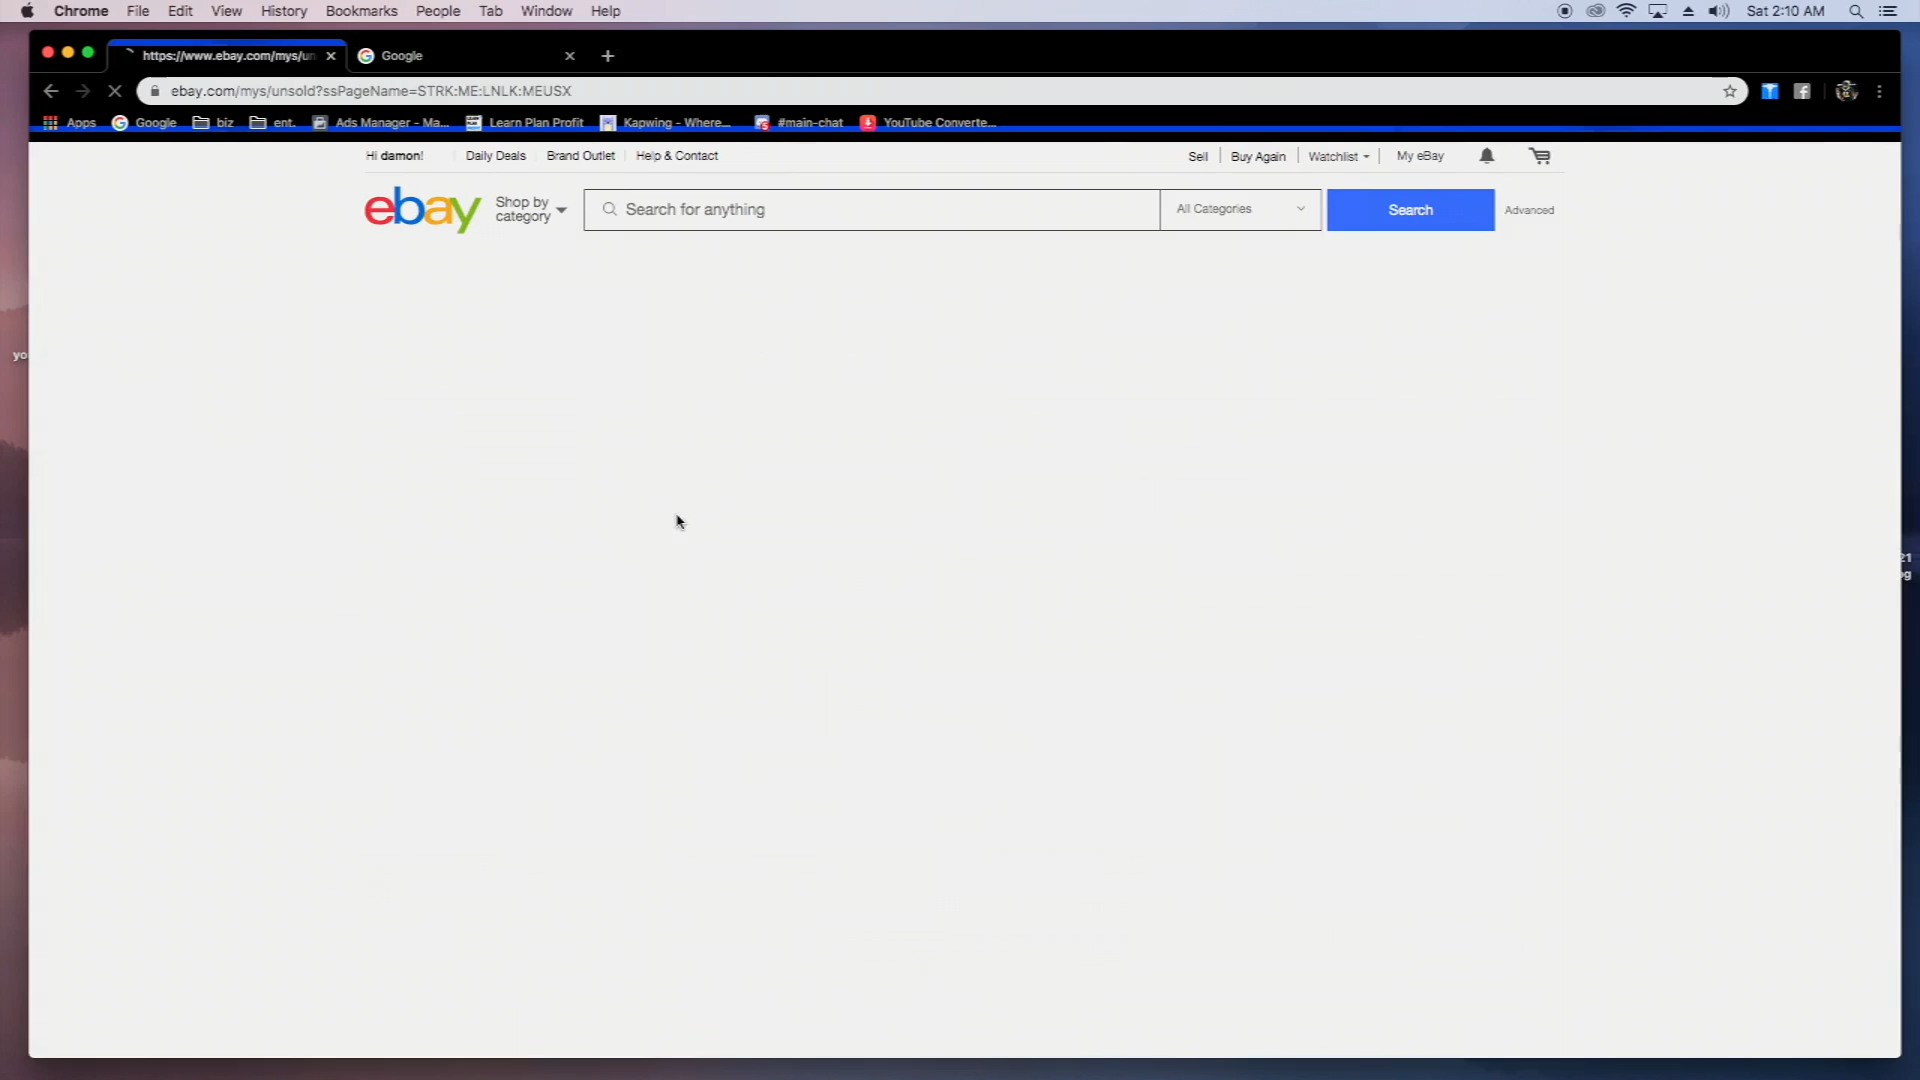 Chrome File Edit View History Bookmarks People Tab Window Help Sat 2:10 AM
https://www.ebay.com/mys/un Google
ebay.com/mys/unsold?ssPageName=STRK:ME:LNLK:MEUSX
Apps Google biz ent. Ads Manager - Ma... Learn Plan Profit Kapwing - Where... #main-chat YouTube Converte...
Hi damon! Daily Deals Brand Outlet Help & Contact Sell Buy Again Watchlist My eBay
ebay
Shop by
category
Search for anything All Categories Search Advanced
yo
21